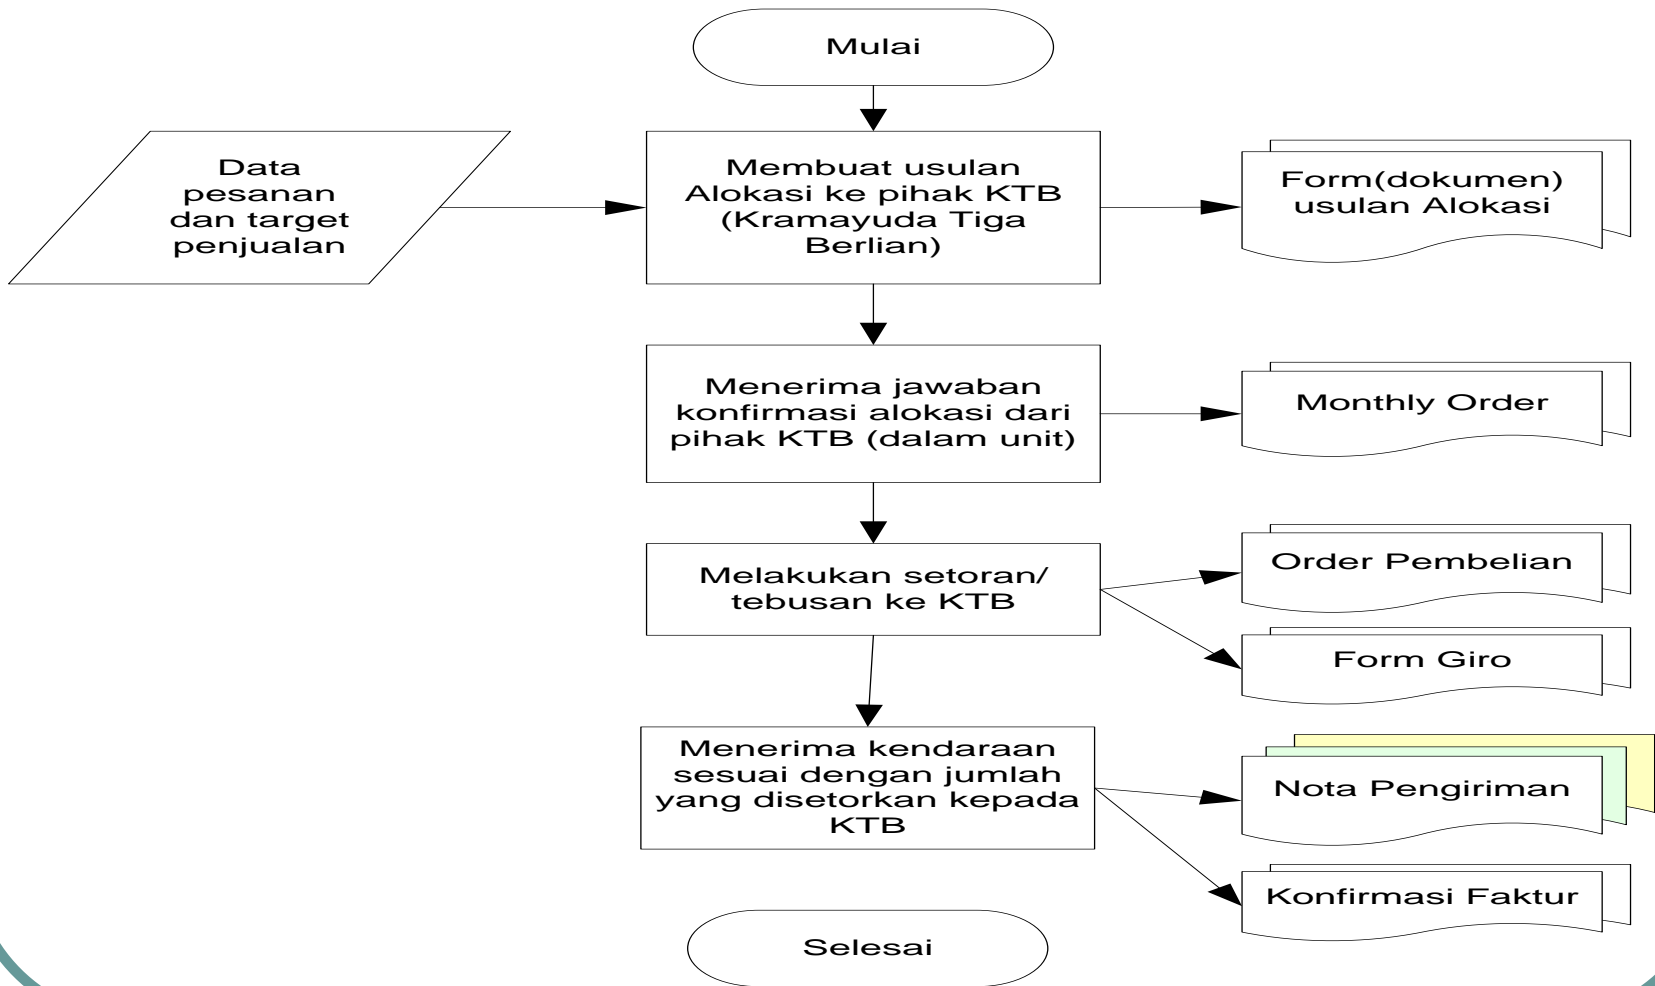 Mulai
Data
pesanan
dan target
penjualan
Membuat usulan
Alokasi ke pihak KTB
(Kramayuda Tiga
Berlian)
Form(dokumen)
usulan Alokasi
Menerima jawaban
konfirmasi alokasi dari
pihak KTB (dalam unit)
Monthly Order
Melakukan setoran/
tebusan ke KTB
Order Pembelian
Form Giro
Menerima kendaraan
sesuai dengan jumlah
yang disetorkan kepada
KTB
Nota Pengiriman
Konfirmasi Faktur
Selesai